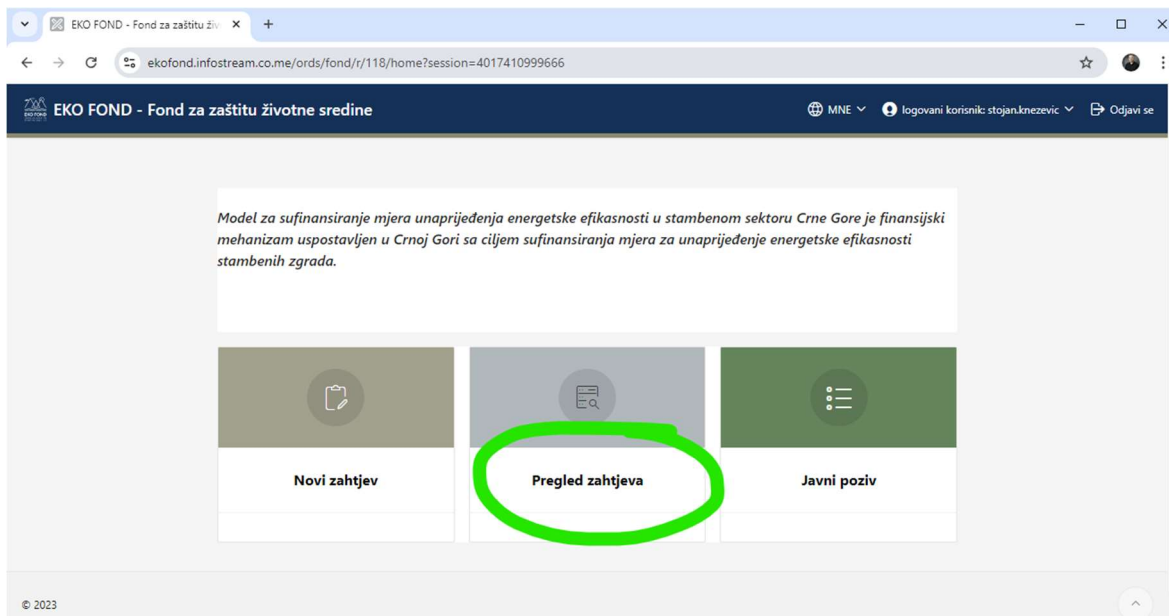 EKO FOND - Fond za zaštitu živ
ekofond.infostream.co.me/ords/fond/r/118/home?session=4017410999666
EKO FOND
EKO FOND - Fond za zaštitu životne sredine
MNE
logovani korisnik: stojan.knezevic
Odjavi se
Model za sufinansiranje mjera unaprijeđenja energetske efikasnosti u stambenom sektoru Crne Gore je finansijski
mehanizam uspostavljen u Crnoj Gori sa ciljem sufinansiranja mjera za unaprijeđenje energetske efikasnosti
stambenih zgrada.
Novi zahtjev
Pregled zahtjeva
Javni poziv
© 2023